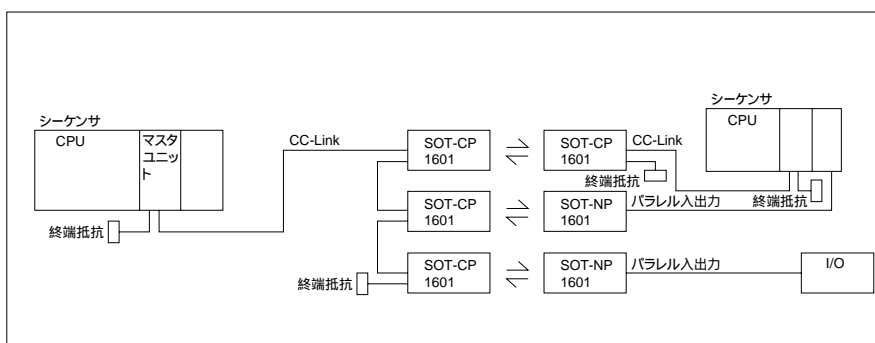 シーケンサ
CPU
マスタ
ユニッ
ト
終端抵抗
CC-Link
SOT-CP
1601
SOT-CP
1601
CC-Link
終端抵抗
シーケンサ
CPU
終端抵抗
SOT-CP
1601
SOT-NP
1601
パラレル入出力
終端抵抗
SOT-CP
1601
SOT-NP
1601
パラレル入出力
I/O